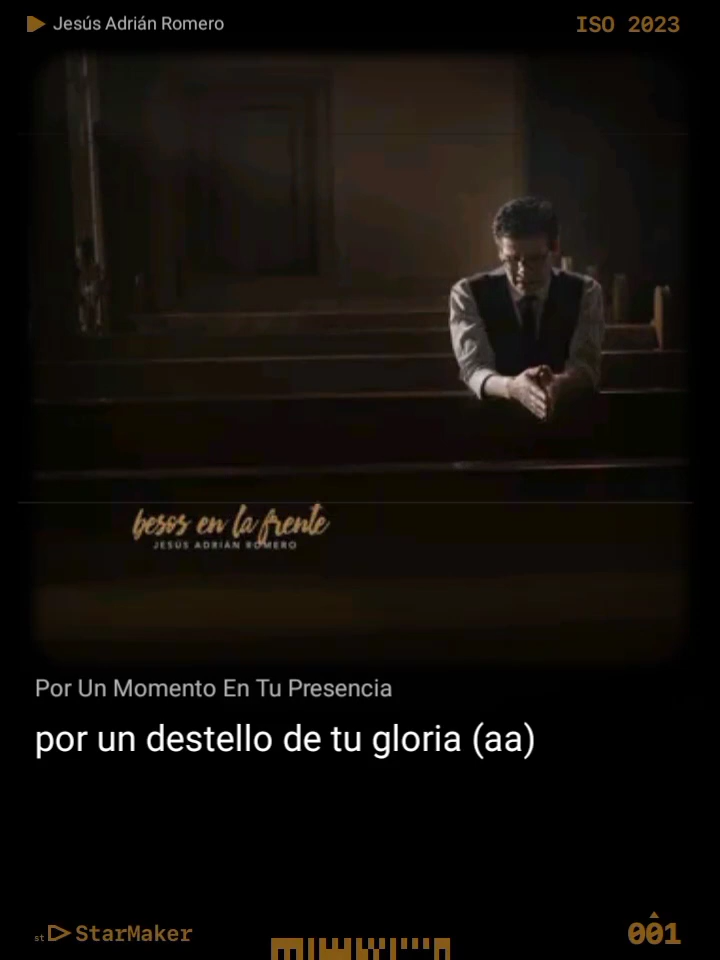 Jesús Adrián Romero
ISO 2023
besos en la frente
JESÚS ADRIÁN ROMERO
Por Un Momento En Tu Presencia
por un destello de tu gloria (aa)
st StarMaker
001